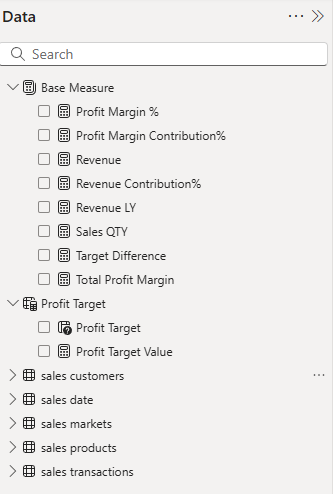 Data
Search
Base Measure
Profit Margin %
Profit Margin Contribution%
Revenue
Revenue Contribution%
Revenue LY
Sales QTY
Target Difference
Total Profit Margin
Profit Target
Profit Target
Profit Target Value
sales customers
sales date
sales markets
sales products
sales transactions